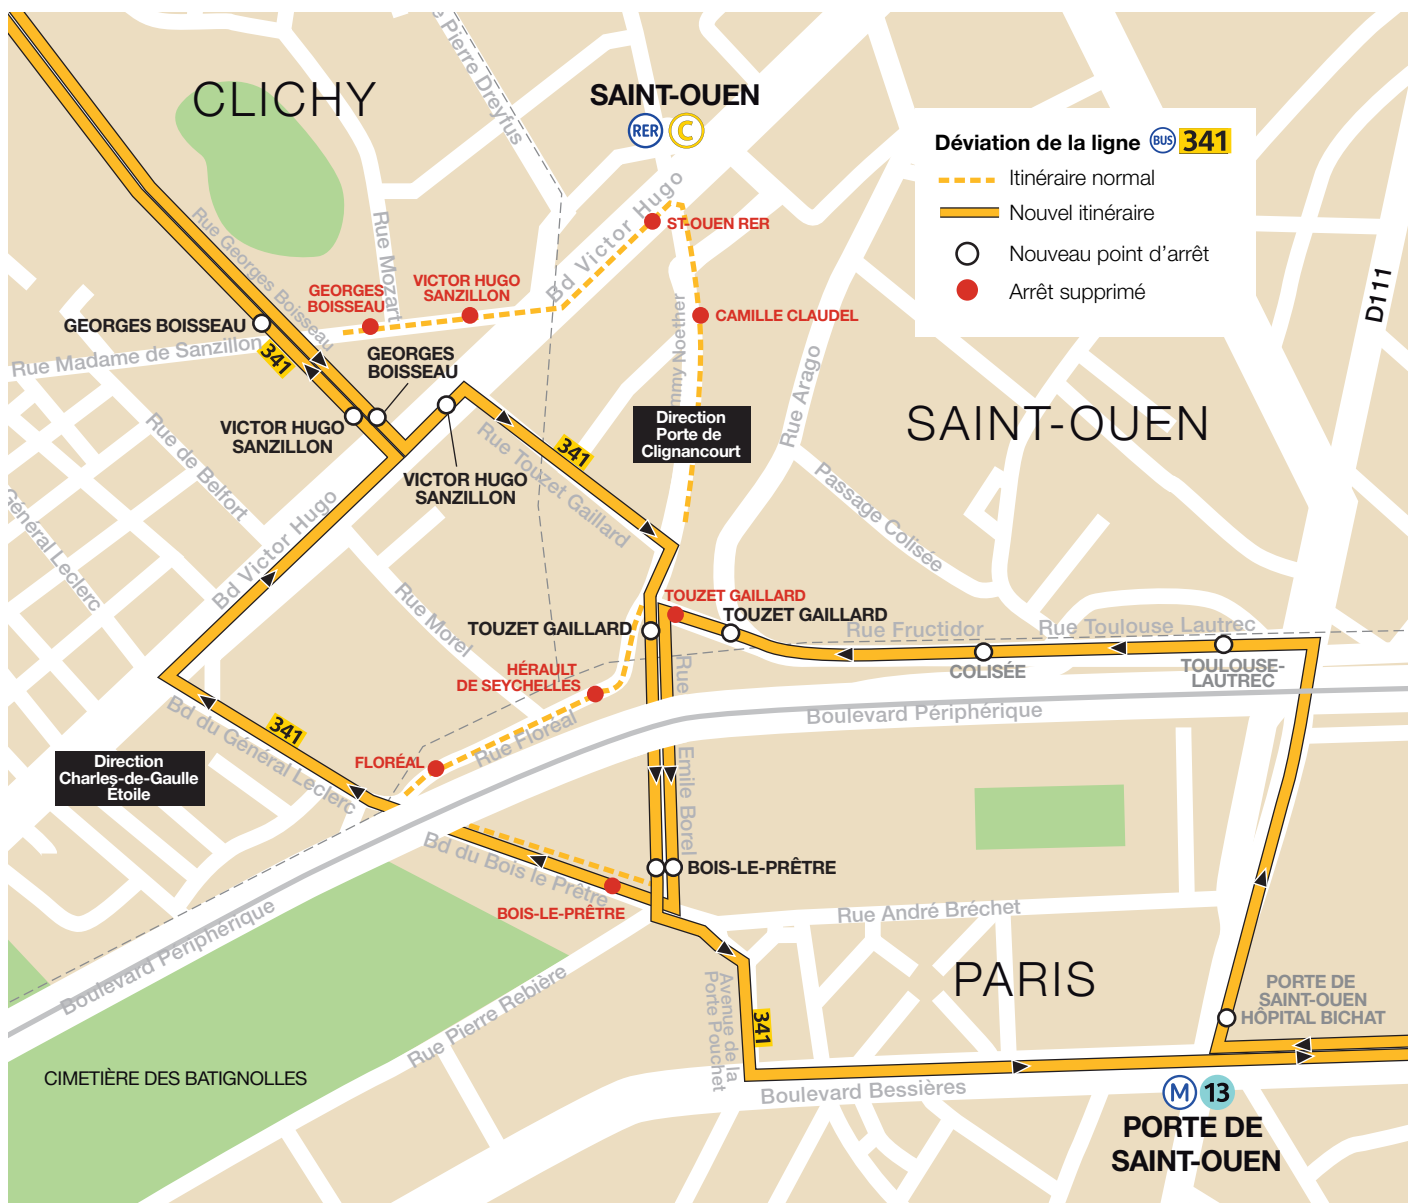 CLICHY
Rue Pierre Dreyfus
SAINT-OUEN
RER C
Déviation de la ligne BUS 341
Itinéraire normal
Nouvel itinéraire
Nouveau point d'arrêt
Arrêt supprimé
D111
Rue Georges Boisseau
Rue Mozart
Bd Victor Hugo
ST-OUEN RER
VICTOR HUGO
SANZILLON
GEORGES
BOISSEAU
CAMILLE CLAUDEL
GEORGES BOISSEAU
Rue Madame de Sanzillon
341
GEORGES
BOISSEAU
mmy Noether
Rue Arago
SAINT-OUEN
Direction
Porte de
Clignancourt
VICTOR HUGO
SANZILLON
Rue de Belfort
Rue Touzet Gaillard
341
VICTOR HUGO
SANZILLON
Passage Colisée
Général Leclerc
Bd Victor Hugo
Rue Morel
TOUZET GAILLARD
TOUZET GAILLARD
TOUZET GAILLARD
Rue Fructidor
Rue Toulouse Lautrec
COLISÉE
TOULOUSE-
LAUTREC
HÉRAULT
DE SEYCHELLES
Rue Emile Borel
Boulevard Périphérique
Bd du Général Leclerc
341
Rue Floréal
FLORÉAL
Direction
Charles-de-Gaulle
Étoile
Bd du Bois le Prêtre
BOIS-LE-PRÊTRE
BOIS-LE-PRÊTRE
Rue André Bréchet
Boulevard Périphérique
Rue Pierre Rebière
Avenue de la
Porte Pouchet
341
PARIS
PORTE DE
SAINT-OUEN
HÔPITAL BICHAT
CIMETIÈRE DES BATIGNOLLES
Boulevard Bessières
M 13
PORTE DE
SAINT-OUEN